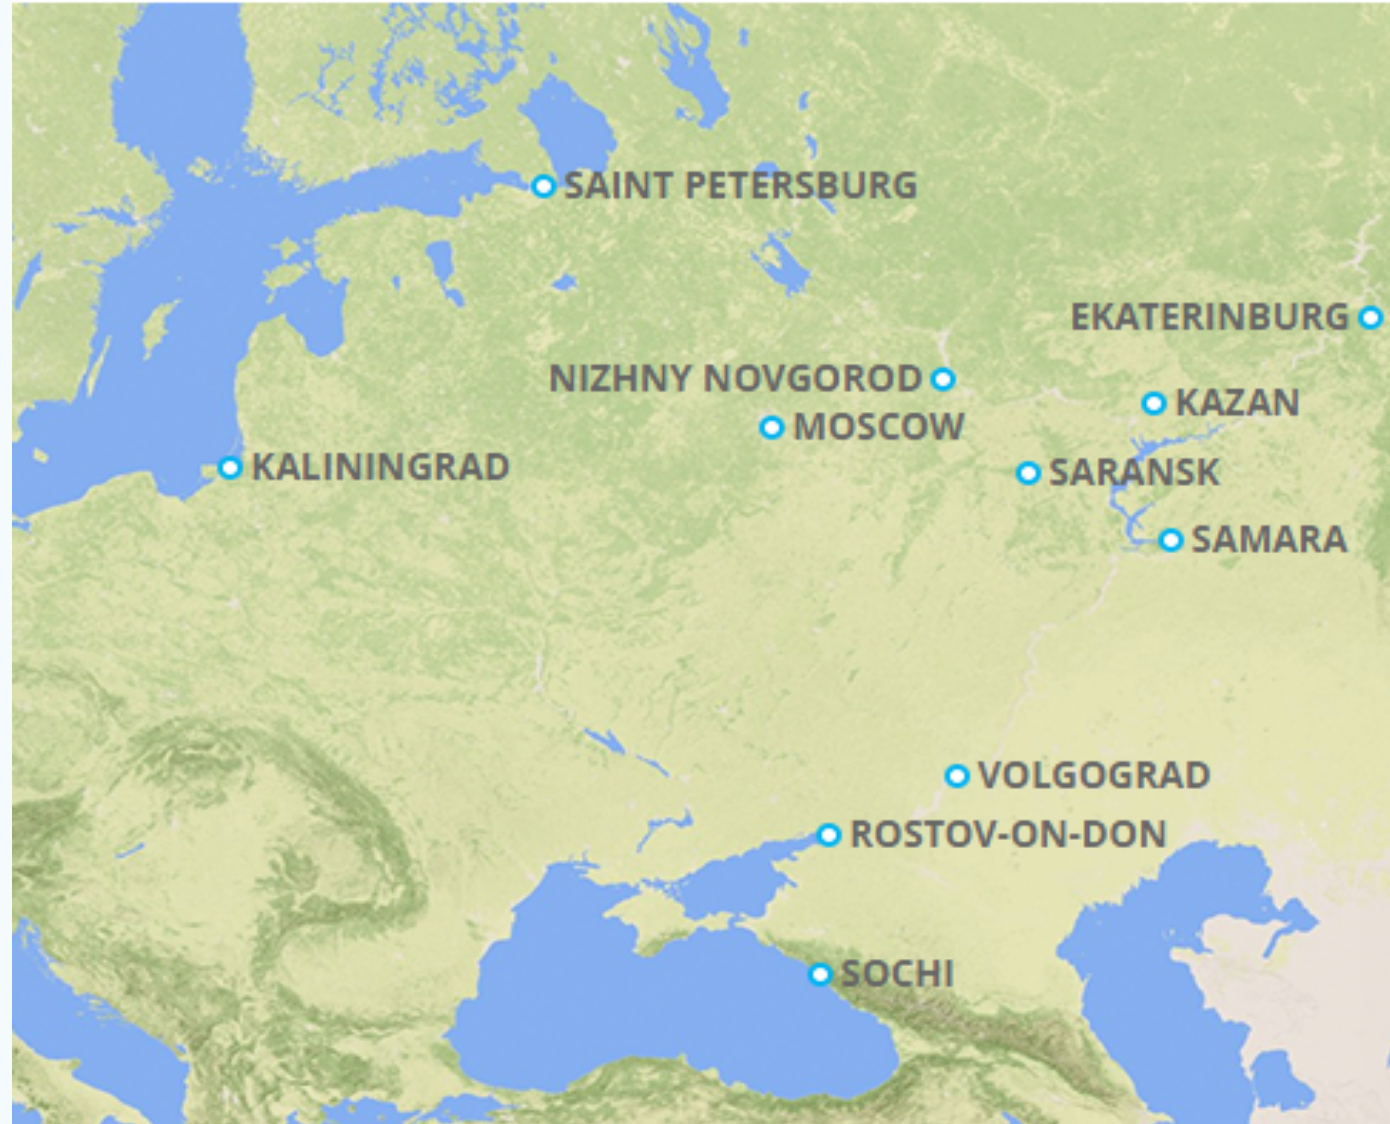 SAINT PETERSBURG
EKATERINBURG
NIZHNY NOVGOROD
KAZAN
MOSCOW
KALININGRAD
SARANSK
SAMARA
VOLGOGRAD
ROSTOV-ON-DON
SOCHI